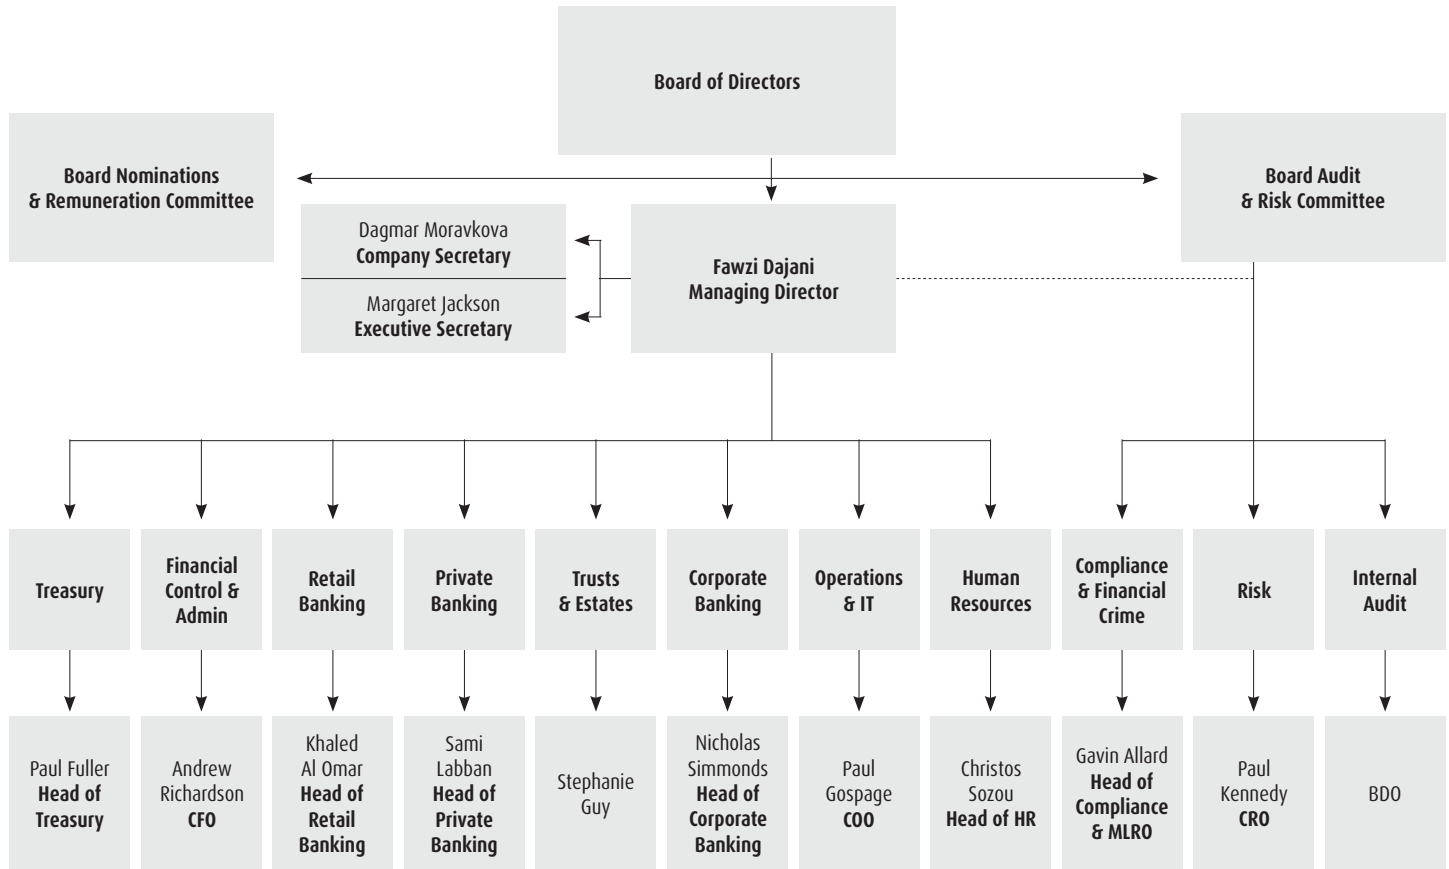 Board of Directors
Board Nominations
& Remuneration Committee
Board Audit
& Risk Committee
Dagmar Moravkova
Company Secretary
Margaret Jackson
Executive Secretary
Fawzi Dajani
Managing Director
Treasury
Financial
Control &
Admin
Retail
Banking
Private
Banking
Trusts
& Estates
Corporate
Banking
Operations
& IT
Human
Resources
Compliance
& Financial
Crime
Risk
Internal
Audit
Paul Fuller
Head of
Treasury
Andrew
Richardson
CFO
Khaled
Al Omar
Head of
Retail
Banking
Sami
Labban
Head of
Private
Banking
Stephanie
Guy
Nicholas
Simmonds
Head of
Corporate
Banking
Paul
Gospage
COO
Christos
Sozou
Head of HR
Gavin Allard
Head of
Compliance
& MLRO
Paul
Kennedy
CRO
BDO